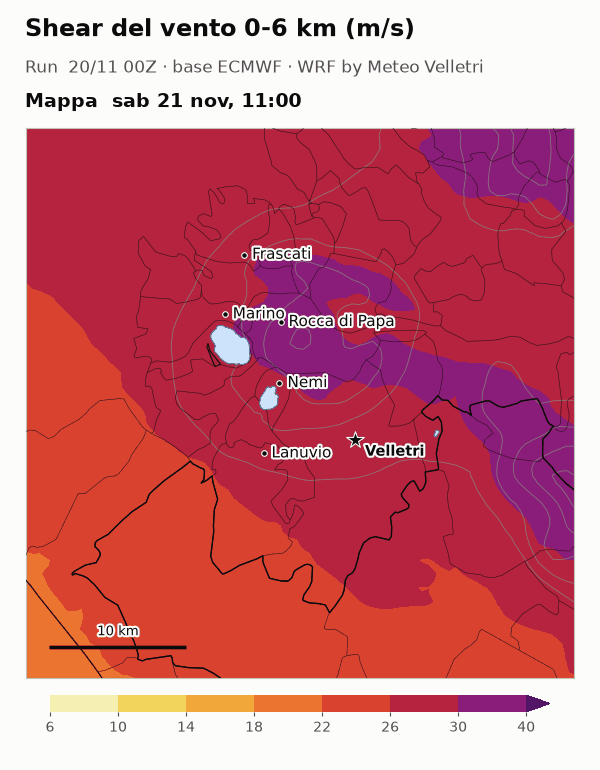 Shear del vento 0-6 km (m/s)
Run  20/11 00Z · base ECMWF · WRF by Meteo Velletri
Mappa  sab 21 nov, 11:00
Frascati
Marino
Rocca di Papa
Nemi
Velletri
Lanuvio
10 km
6 10 14 18 22 26 30 40